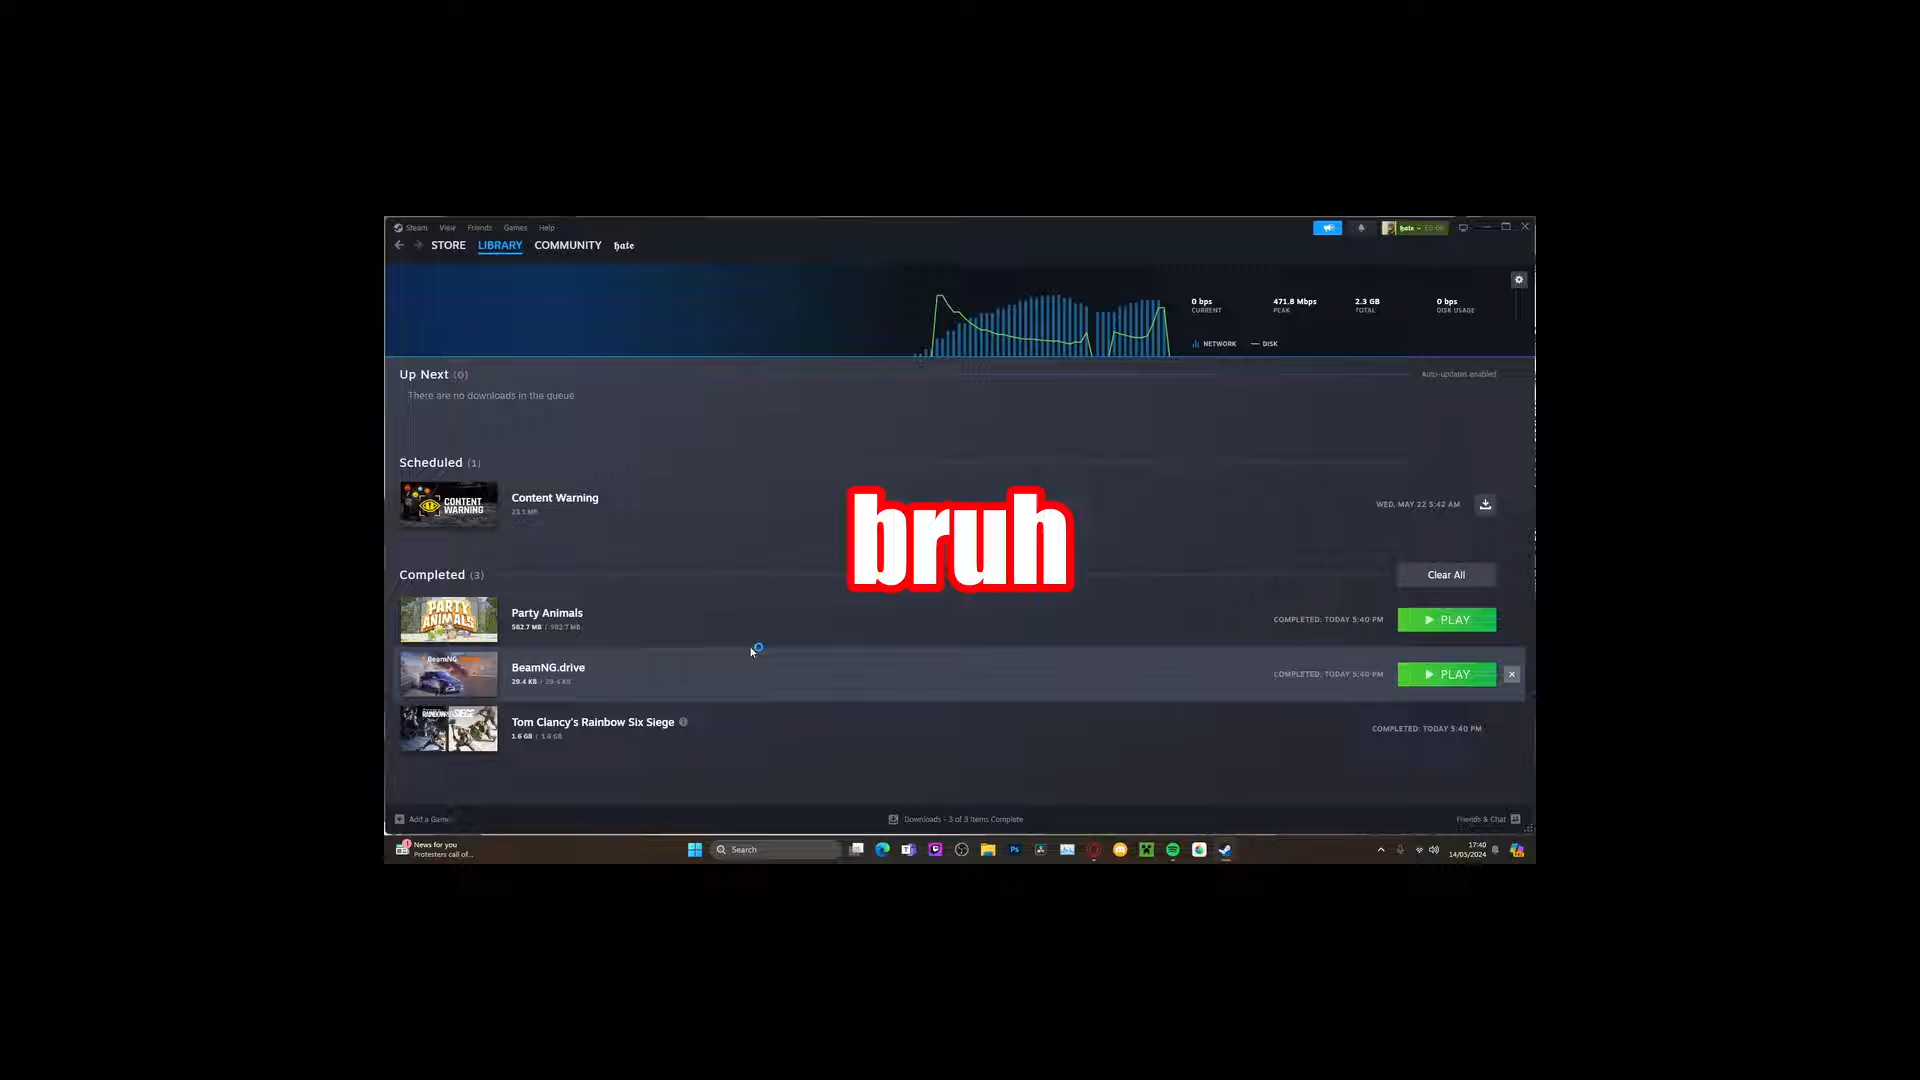 Steam View Friends Games Help
hate £0.00
STORE LIBRARY COMMUNITY hate
0 bps 471.8 Mbps 2.3 GB 0 bps
CURRENT PEAK TOTAL DISK USAGE
NETWORK DISK
Up Next (0)
Auto-updates enabled
There are no downloads in the queue
Scheduled (1)
CONTENT WARNING
Content Warning
WED, MAY 22 5:42 AM
bruh
Completed (3)
Clear All
PARTY ANIMALS
Party Animals
582.7 MB / 582.7 MB
COMPLETED: TODAY 5:40 PM
PLAY
BeamNG
BeamNG.drive
29.4 KB / 29.4 KB
COMPLETED: TODAY 5:40 PM
PLAY
Tom Clancy's Rainbow Six Siege
1.6 GB / 1.6 GB
COMPLETED: TODAY 5:40 PM
Add a Game
Downloads - 3 of 3 Items Complete
Friends & Chat
News for you
Protesters call of...
Search
Ps
17:40
14/05/2024